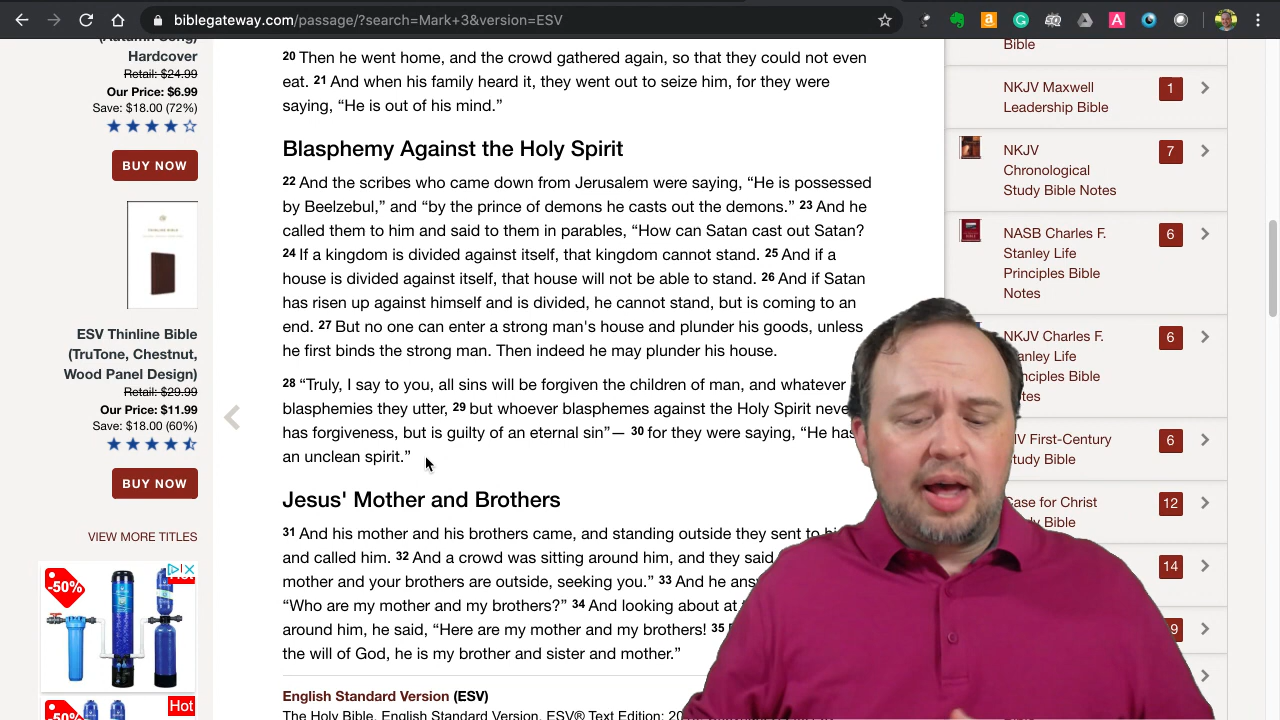 biblegateway.com/passage/?search=Mark+3&version=ESV
Hardcover
Retail: $24.99
Our Price: $6.99
Save: $18.00 (72%)
BUY NOW
ESV Thinline Bible
(TruTone, Chestnut,
Wood Panel Design)
Retail: $29.99
Our Price: $11.99
Save: $18.00 (60%)
BUY NOW
VIEW MORE TITLES
-50%
Hot
20 Then he went home, and the crowd gathered again, so that they could not even
eat. 21 And when his family heard it, they went out to seize him, for they were
saying, “He is out of his mind.”
Blasphemy Against the Holy Spirit
22 And the scribes who came down from Jerusalem were saying, “He is possessed
by Beelzebul,” and “by the prince of demons he casts out the demons.” 23 And he
called them to him and said to them in parables, “How can Satan cast out Satan?
24 If a kingdom is divided against itself, that kingdom cannot stand. 25 And if a
house is divided against itself, that house will not be able to stand. 26 And if Satan
has risen up against himself and is divided, he cannot stand, but is coming to an
end. 27 But no one can enter a strong man's house and plunder his goods, unless
he first binds the strong man. Then indeed he may plunder his house.
28 “Truly, I say to you, all sins will be forgiven the children of man, and whatever
blasphemies they utter, 29 but whoever blasphemes against the Holy Spirit neve
has forgiveness, but is guilty of an eternal sin”— 30 for they were saying, “He has
an unclean spirit.”
Jesus' Mother and Brothers
31 And his mother and his brothers came, and standing outside they sent to
and called him. 32 And a crowd was sitting around him, and they said
mother and your brothers are outside, seeking you.” 33 And he
“Who are my mother and my brothers?” 34 And looking about at
around him, he said, “Here are my mother and my brothers! 35
the will of God, he is my brother and sister and mother.”
English Standard Version (ESV)
The Holy Bible, English Standard Version. ESV® Text Edition:
Bible
NKJV Maxwell
Leadership Bible
1
NKJV
Chronological
Study Bible Notes
7
NASB Charles F.
Stanley Life
Principles Bible
Notes
6
NKJV Charles F.
tanley Life
rinciples Bible
otes
6
IV First-Century
tudy Bible
6
Case for Christ
dy Bible
12
14
9